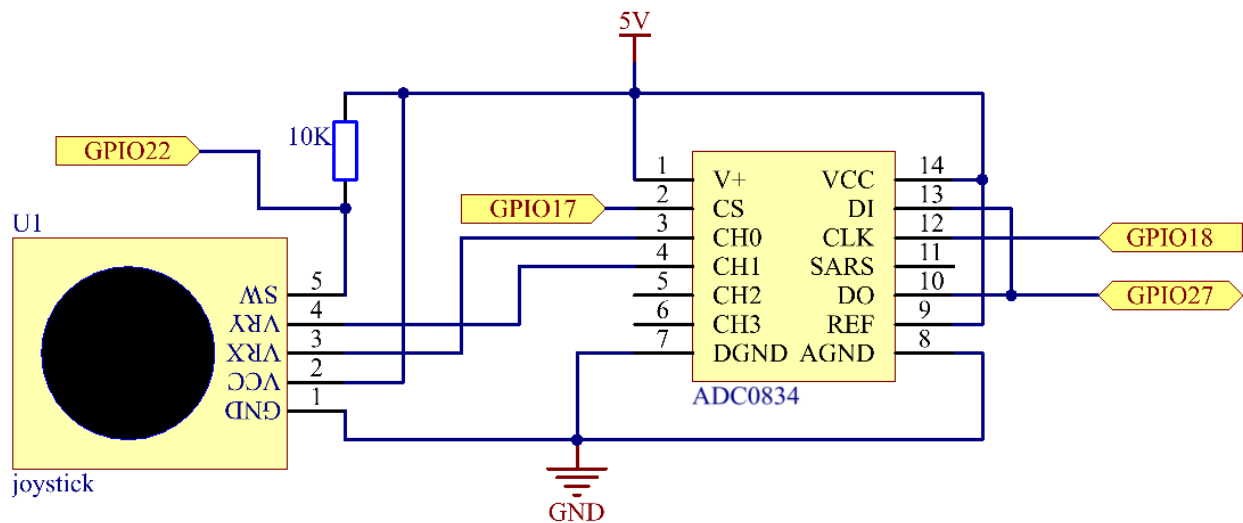 5V
10K
GPIO22
1 V+ VCC 14
GPIO17 2 CS DI 13
U1
3 CH0 CLK 12 GPIO18
4 CH1 SARS 11
SW 5
5 CH2 DO 10 GPIO27
VRY 4
6 CH3 REF 9
VRX 3
7 DGND AGND 8
VCC 2
ADC0834
GND 1
joystick
GND